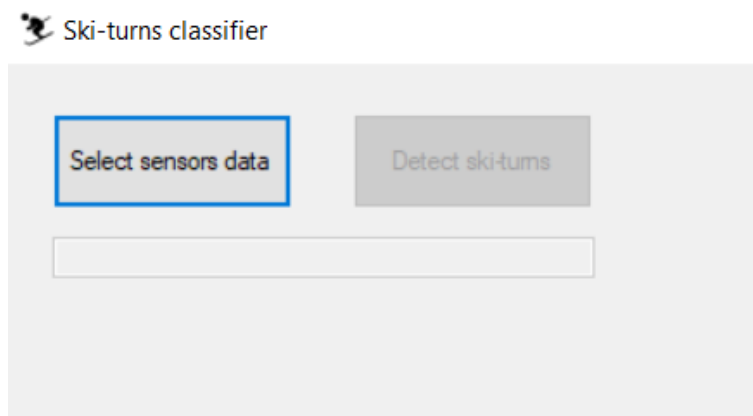 Ski-turns classifier
Select sensors data
Detect ski-turns